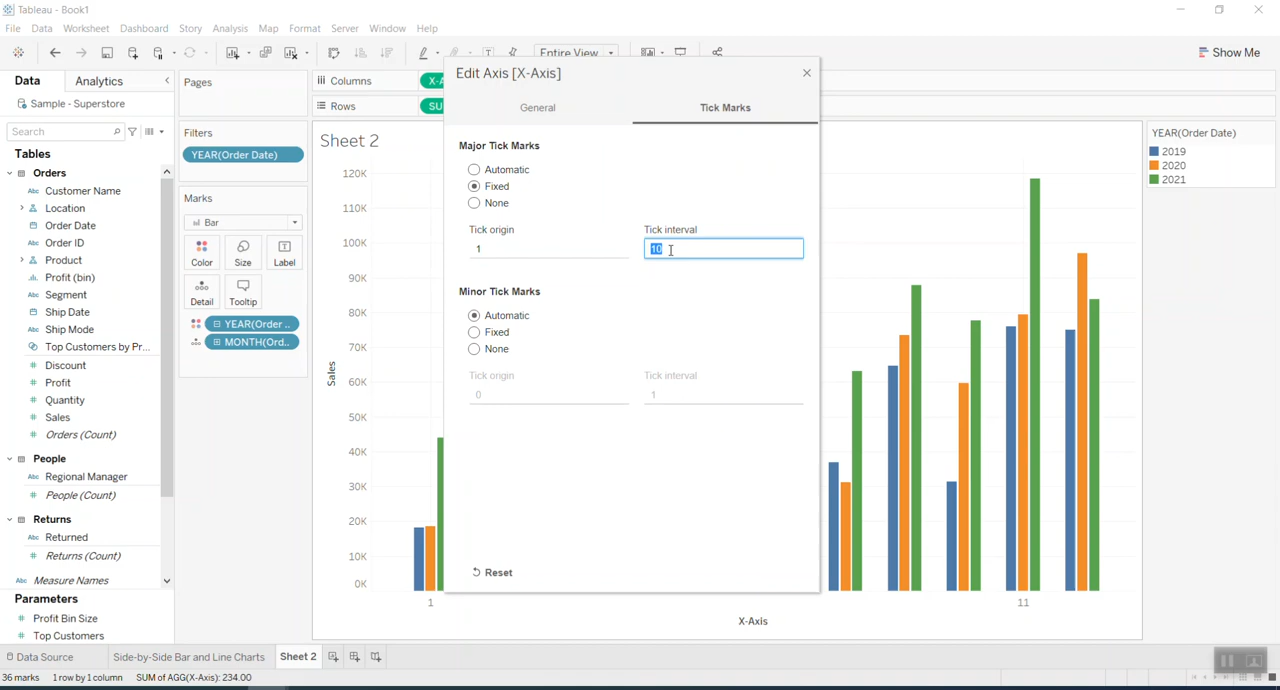 Tableau - Book1
File Data Worksheet Dashboard Story Analysis Map Format Server Window Help
Entire View
Show Me
Data Analytics
Sample - Superstore
Search
Tables
Orders
Abc Customer Name
Location
Order Date
Abc Order ID
Product
Profit (bin)
Abc Segment
Ship Date
Abc Ship Mode
Top Customers by Pr...
# Discount
# Profit
# Quantity
# Sales
# Orders (Count)
People
Abc Regional Manager
# People (Count)
Returns
Abc Returned
# Returns (Count)
Abc Measure Names
Parameters
# Profit Bin Size
# Top Customers
Pages
Filters
YEAR(Order Date)
Marks
Bar
Color Size Label
Detail Tooltip
YEAR(Order ..
MONTH(Ord..
Columns X-A
Rows SU
Sheet 2
120K
110K
100K
90K
80K
70K
60K
50K
40K
30K
20K
10K
0K
Sales
1 11
X-Axis
Edit Axis [X-Axis]
General Tick Marks
Major Tick Marks
Automatic
Fixed
None
Tick origin Tick interval
1 10
Minor Tick Marks
Automatic
Fixed
None
Tick origin Tick interval
0 1
Reset
YEAR(Order Date)
2019
2020
2021
Data Source Side-by-Side Bar and Line Charts Sheet 2
36 marks 1 row by 1 column SUM of AGG(X-Axis): 234.00